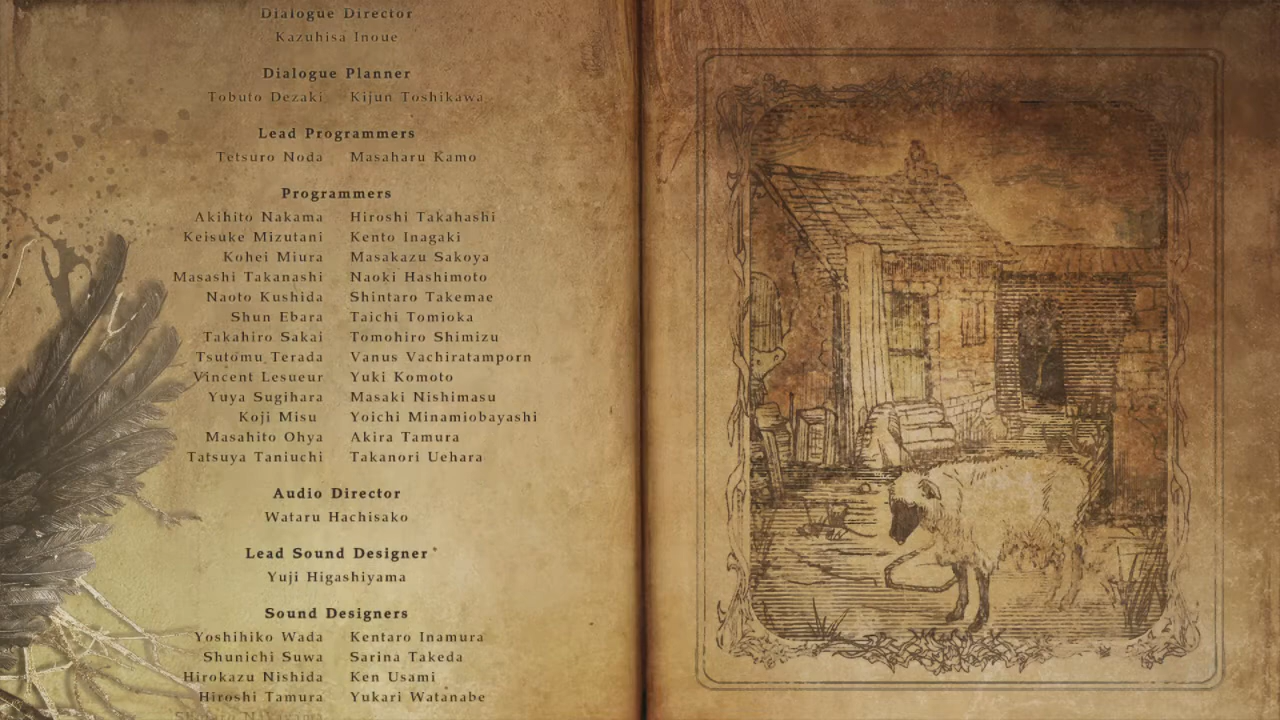 Dialogue Director
Kazuhisa Inoue
Dialogue Planner
Tobuto Dezaki Kijun Toshikawa
Lead Programmers
Tetsuro Noda Masaharu Kamo
Programmers
Akihito Nakama Hiroshi Takahashi
Keisuke Mizutani Kento Inagaki
Kohei Miura Masakazu Sakoya
Masashi Takanashi Naoki Hashimoto
Naoto Kushida Shintaro Takemae
Shun Ebara Taichi Tomioka
Takahiro Sakai Tomohiro Shimizu
Tsutomu Terada Vanus Vachiratamporn
Vincent Lesueur Yuki Komoto
Yuya Sugihara Masaki Nishimasu
Koji Misu Yoichi Minamiobayashi
Masahito Ohya Akira Tamura
Tatsuya Taniuchi Takanori Uehara
Audio Director
Wataru Hachisako
Lead Sound Designer
Yuji Higashiyama
Sound Designers
Yoshihiko Wada Kentaro Inamura
Shunichi Suwa Sarina Takeda
Hirokazu Nishida Ken Usami
Hiroshi Tamura Yukari Watanabe